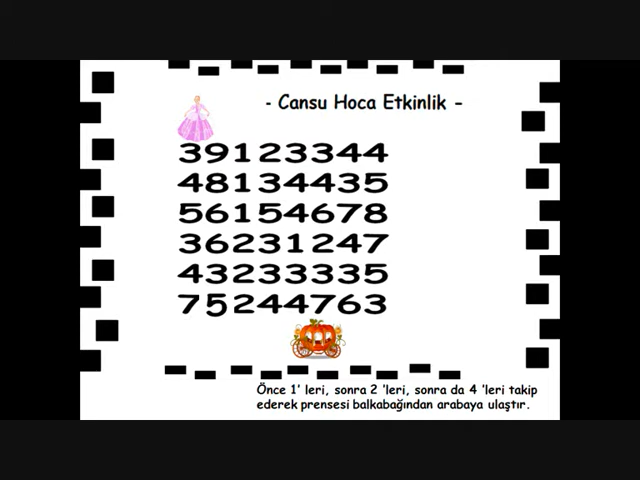 - Cansu Hoca Etkinlik -
39123344
48134435
56154678
36231247
43233335
75244763
Önce 1' leri, sonra 2 'leri, sonra da 4 'leri takip
ederek prensesi balkabağından arabaya ulaştır.